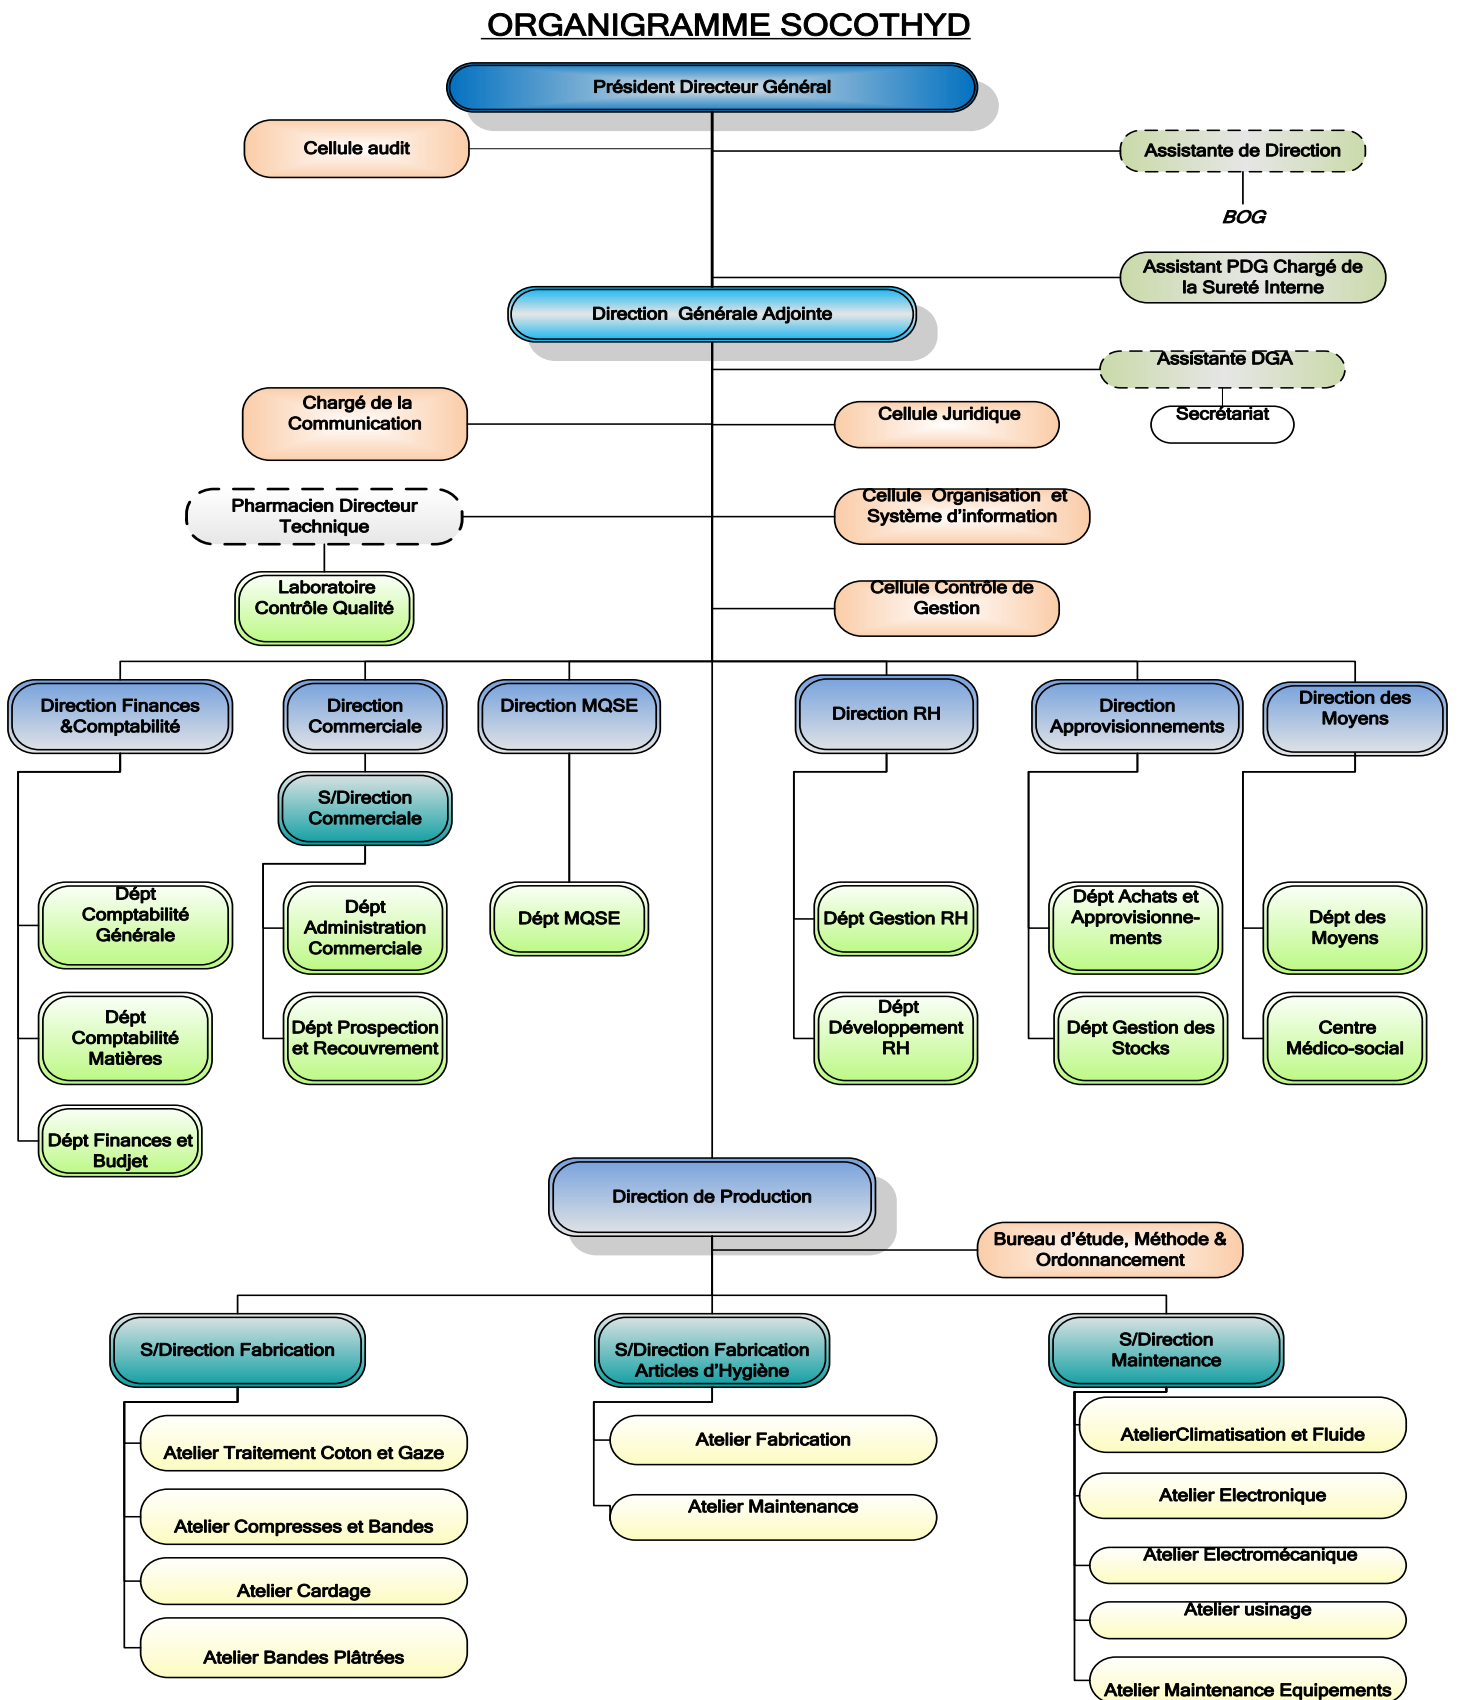 ORGANIGRAMME SOCOTHYD
Président Directeur Général
Cellule audit
Assistante de Direction
BOG
Assistant PDG Chargé de
la Sureté Interne
Direction Générale Adjointe
Assistante DGA
Secrétariat
Chargé de la
Communication
Cellule Juridique
Pharmacien Directeur
Technique
Cellule Organisation et
Système d'information
Laboratoire
Contrôle Qualité
Cellule Contrôle de
Gestion
Direction Finances
&Comptabilité
Direction
Commerciale
Direction MQSE
Direction RH
Direction
Approvisionnements
Direction des
Moyens
S/Direction
Commerciale
Dépt
Comptabilité
Générale
Dépt
Administration
Commerciale
Dépt MQSE
Dépt Gestion RH
Dépt Achats et
Approvisionne-
ments
Dépt des
Moyens
Dépt
Comptabilité
Matières
Dépt Prospection
et Recouvrement
Dépt
Développement
RH
Dépt Gestion des
Stocks
Centre
Médico-social
Dépt Finances et
Budjet
Direction de Production
Bureau d'étude, Méthode &
Ordonnancement
S/Direction Fabrication
S/Direction Fabrication
Articles d'Hygiène
S/Direction
Maintenance
Atelier Traitement Coton et Gaze
Atelier Compresses et Bandes
Atelier Cardage
Atelier Bandes Plâtrées
Atelier Fabrication
Atelier Maintenance
AtelierClimatisation et Fluide
Atelier Electronique
Atelier Electromécanique
Atelier usinage
Atelier Maintenance Equipements